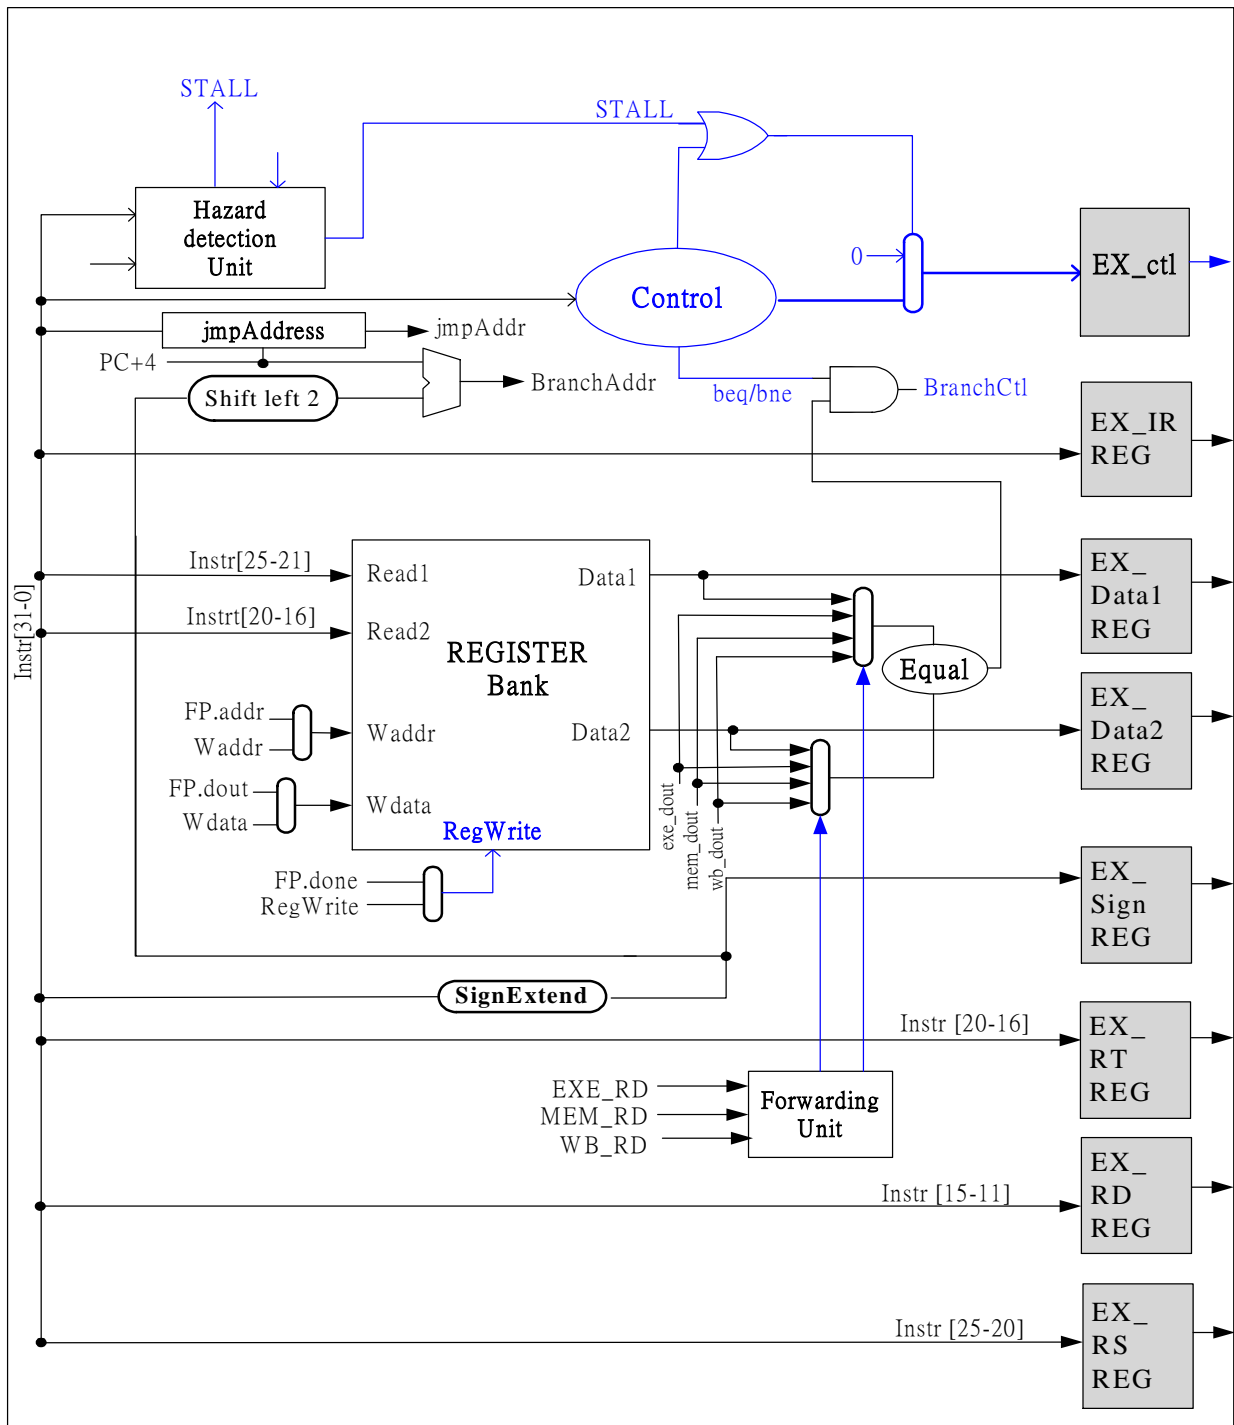 STALL
STALL
Hazard
detection
Unit
0
EX_ctl
Control
jmpAddress
jmpAddr
PC+4
BranchAddr
Shift left 2
beq/bne
BranchCtl
EX_IR
REG
Instr[31-0]
Instr[25-21]
Read1
Data1
EX_
Data1
REG
Instrt[20-16]
Read2
REGISTER
Bank
Equal
FP.addr
Waddr
Waddr
Data2
EX_
Data2
REG
FP.dout
Wdata
Wdata
RegWrite
exe_dout
mem_dout
wb_dout
FP.done
RegWrite
EX_
Sign
REG
SignExtend
Instr [20-16]
EX_
RT
REG
EXE_RD
MEM_RD
WB_RD
Forwarding
Unit
Instr [15-11]
EX_
RD
REG
Instr [25-20]
EX_
RS
REG